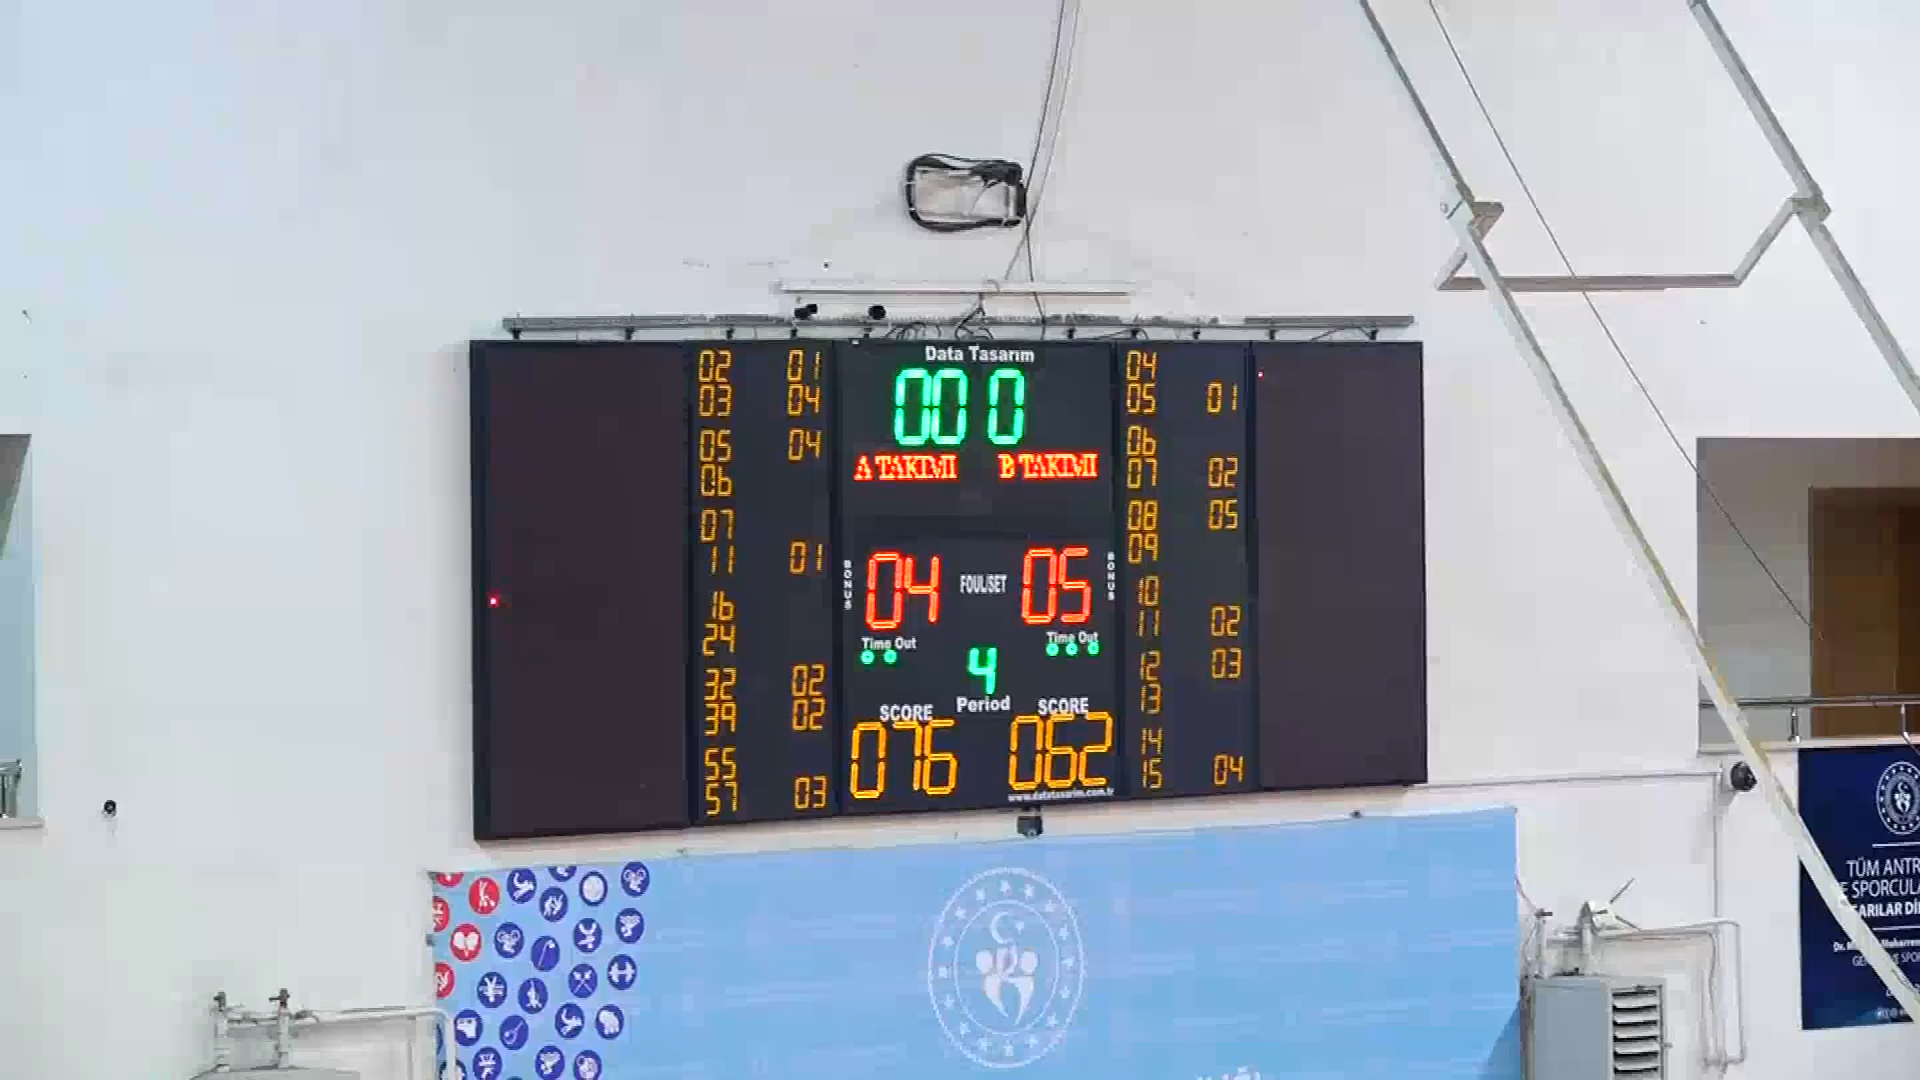 Data Tasarım
00 0
A TAKIMI B TAKIMI
02 01
03 04
05 04
06
07
11 01
16
24
32 02
39 02
55
57 03
BONUS
04 FOUL/SET 05
BONUS
Time Out Time Out
4
Period
SCORE SCORE
076 062
www.datatasarim.com.tr
04
05 01
06
07 02
08 05
09
10
11 02
12 03
13
14
15 04
TÜM ANTR